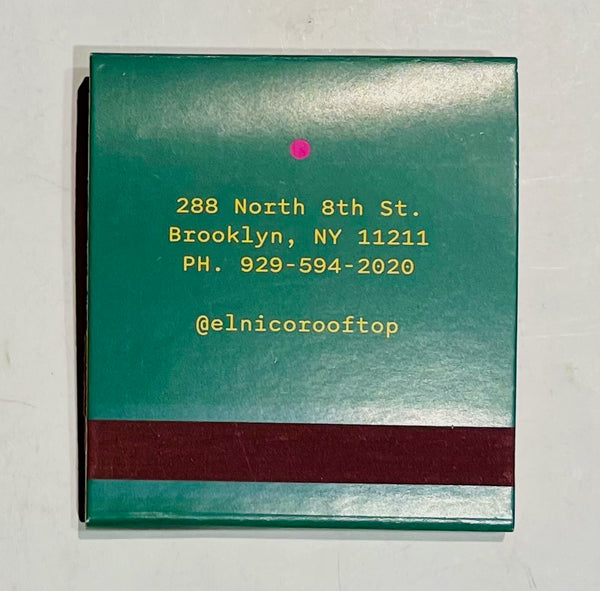 288 North 8th St.
Brooklyn, NY 11211
PH. 929-594-2020
@elnicorooftop